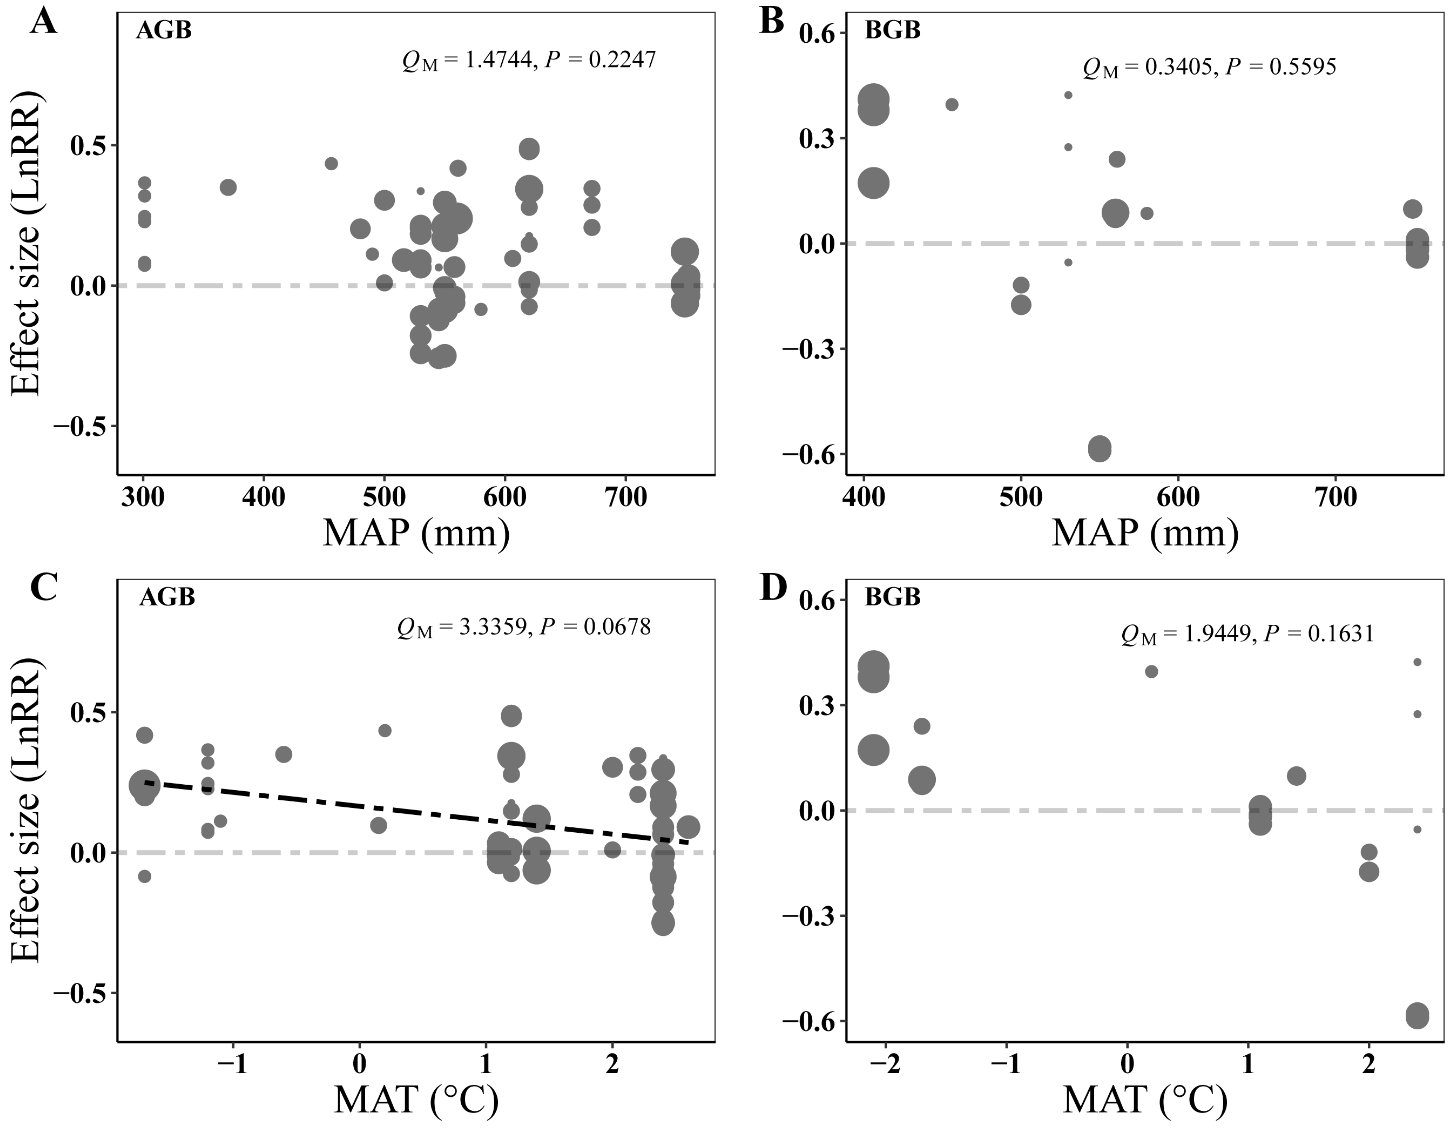 A
AGB
QM = 1.4744, P = 0.2247
Effect size (LnRR)
0.5
0.0
−0.5
300 400 500 600 700
MAP (mm)
B
BGB
QM = 0.3405, P = 0.5595
0.6
0.3
0.0
−0.3
−0.6
400 500 600 700
MAP (mm)
C
AGB
QM = 3.3359, P = 0.0678
Effect size (LnRR)
0.5
0.0
−0.5
−1 0 1 2
MAT (°C)
D
BGB
QM = 1.9449, P = 0.1631
0.6
0.3
0.0
−0.3
−0.6
−2 −1 0 1 2
MAT (°C)